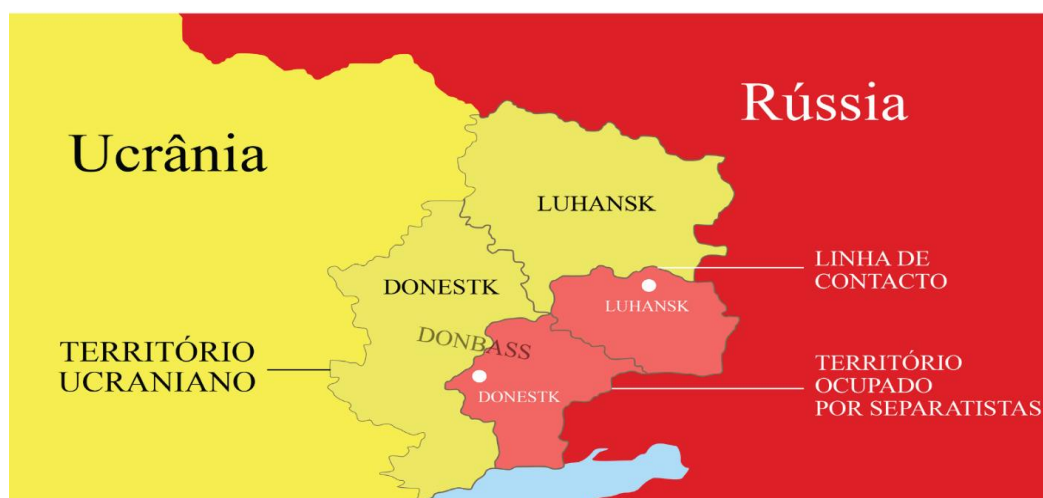 Ucrânia
Rússia
LUHANSK
DONESTK
DONBASS
LUHANSK
DONESTK
LINHA DE
CONTACTO
TERRITÓRIO
UCRANIANO
TERRITÓRIO
OCUPADO
POR SEPARATISTAS